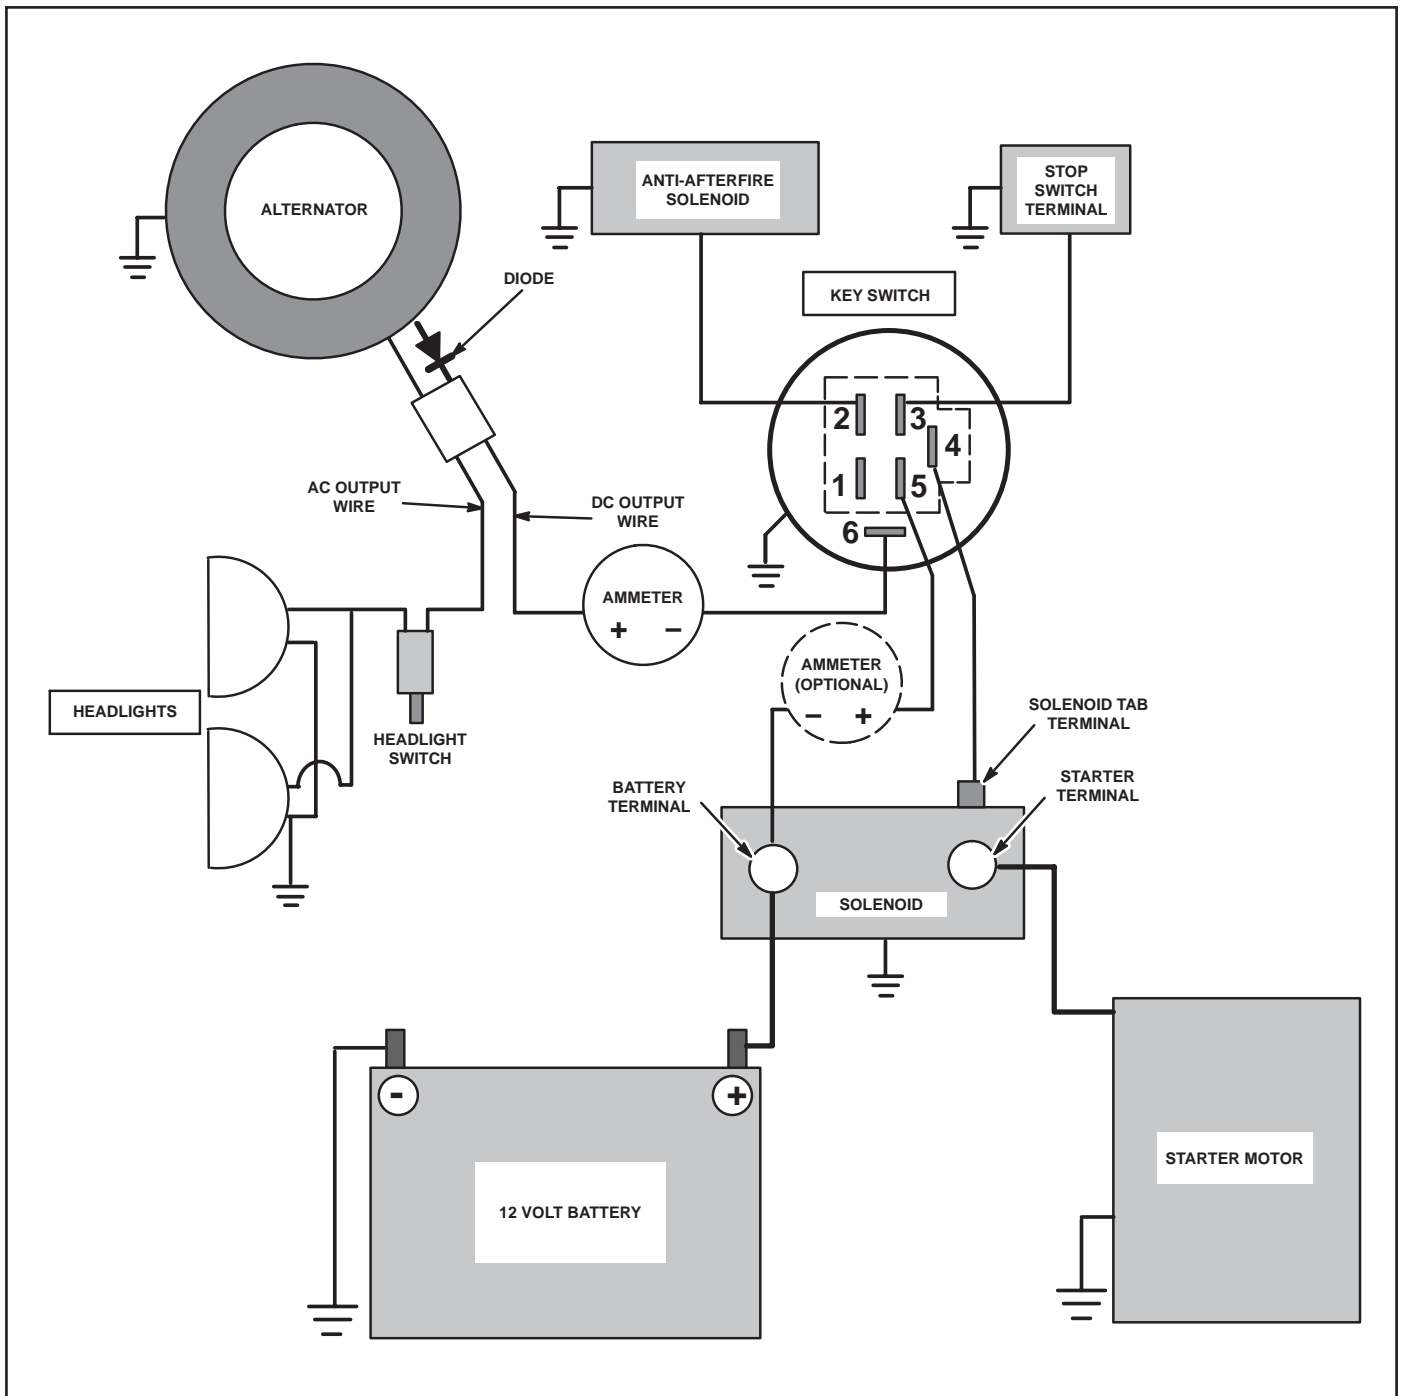 ALTERNATOR
ANTI-AFTERFIRE
SOLENOID
STOP
SWITCH
TERMINAL
DIODE
KEY SWITCH
2
3
4
1
5
6
AC OUTPUT
WIRE
DC OUTPUT
WIRE
AMMETER
+ −
AMMETER
(OPTIONAL)
− +
HEADLIGHTS
HEADLIGHT
SWITCH
SOLENOID TAB
TERMINAL
BATTERY
TERMINAL
STARTER
TERMINAL
SOLENOID
-
+
12 VOLT BATTERY
STARTER MOTOR